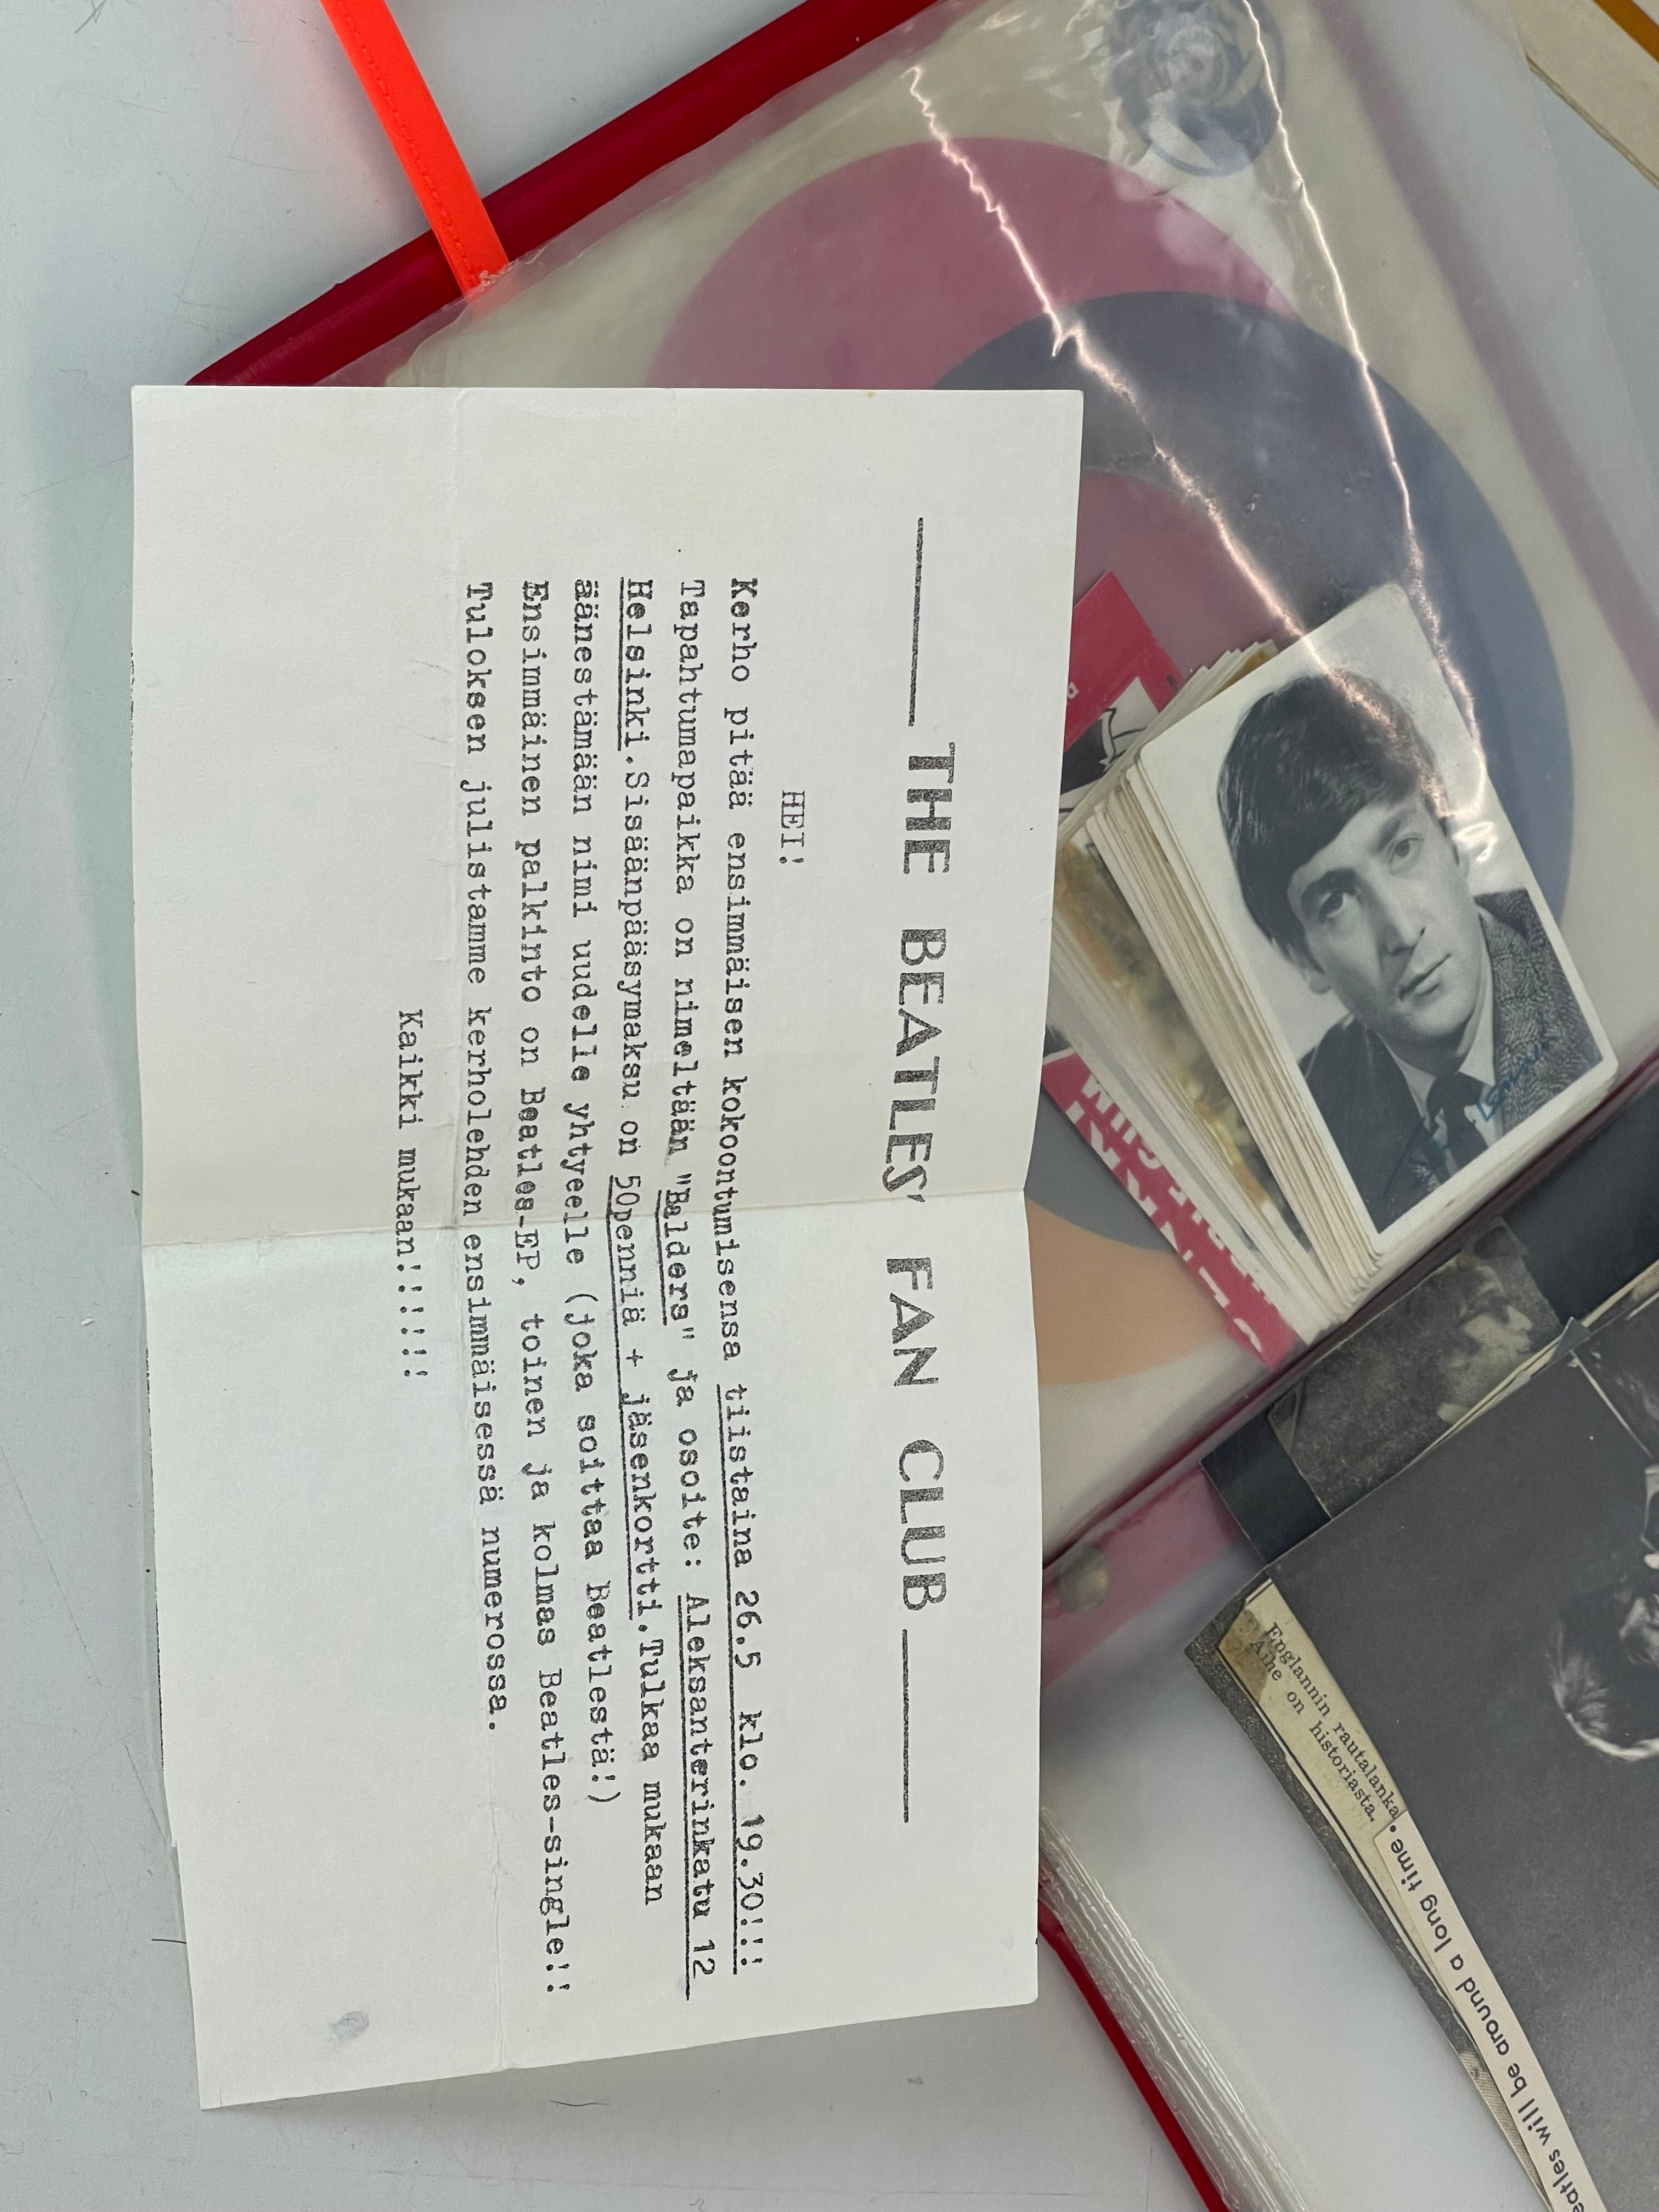 THE BEATLES' FAN CLUB
HEI!
Kerho pitää ensimmäisen kokoontumisensa tiistaina 26.5 klo. 19.30!!!
Tapahtumapaikka on nimeltään "Balders" ja osoite: Aleksanterinkatu 12
Helsinki.Sisäänpääsymaksu on 50penniä + jäsenkortti.Tulkaa mukaan
äänestämään nimi uudelle yhtyeelle (joka soittaa Beatlestä!)
Ensimmäinen palkinto on Beatles-EP, toinen ja kolmas Beatles-single!!
Tuloksen julistamme kerholehden ensimmäisessä numerossa.
Kaikki mukaan!!!!!!
Englannin rautalanka
Aihe on historiasta.
eatles will be around a long time •